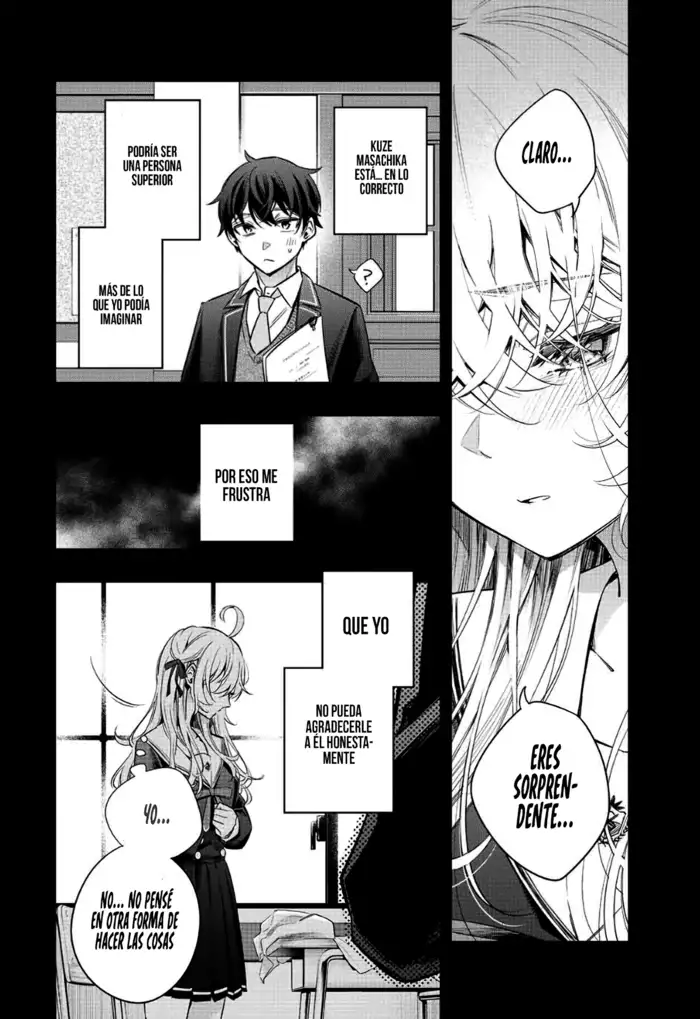 CLARO...
ERES
SORPREN-
DENTE...
KUZE
MASACHIKA
ESTÁ... EN LO
CORRECTO
?
PODRÍA SER
UNA PERSONA
SUPERIOR
MÁS DE LO
QUE YO PODÍA
IMAGINAR
POR ESO ME
FRUSTRA
QUE YO
NO PUEDA
AGRADECERLE
A ÉL HONESTA-
MENTE
YO...
NO... NO PENSÉ
EN OTRA FORMA DE
HACER LAS COSAS